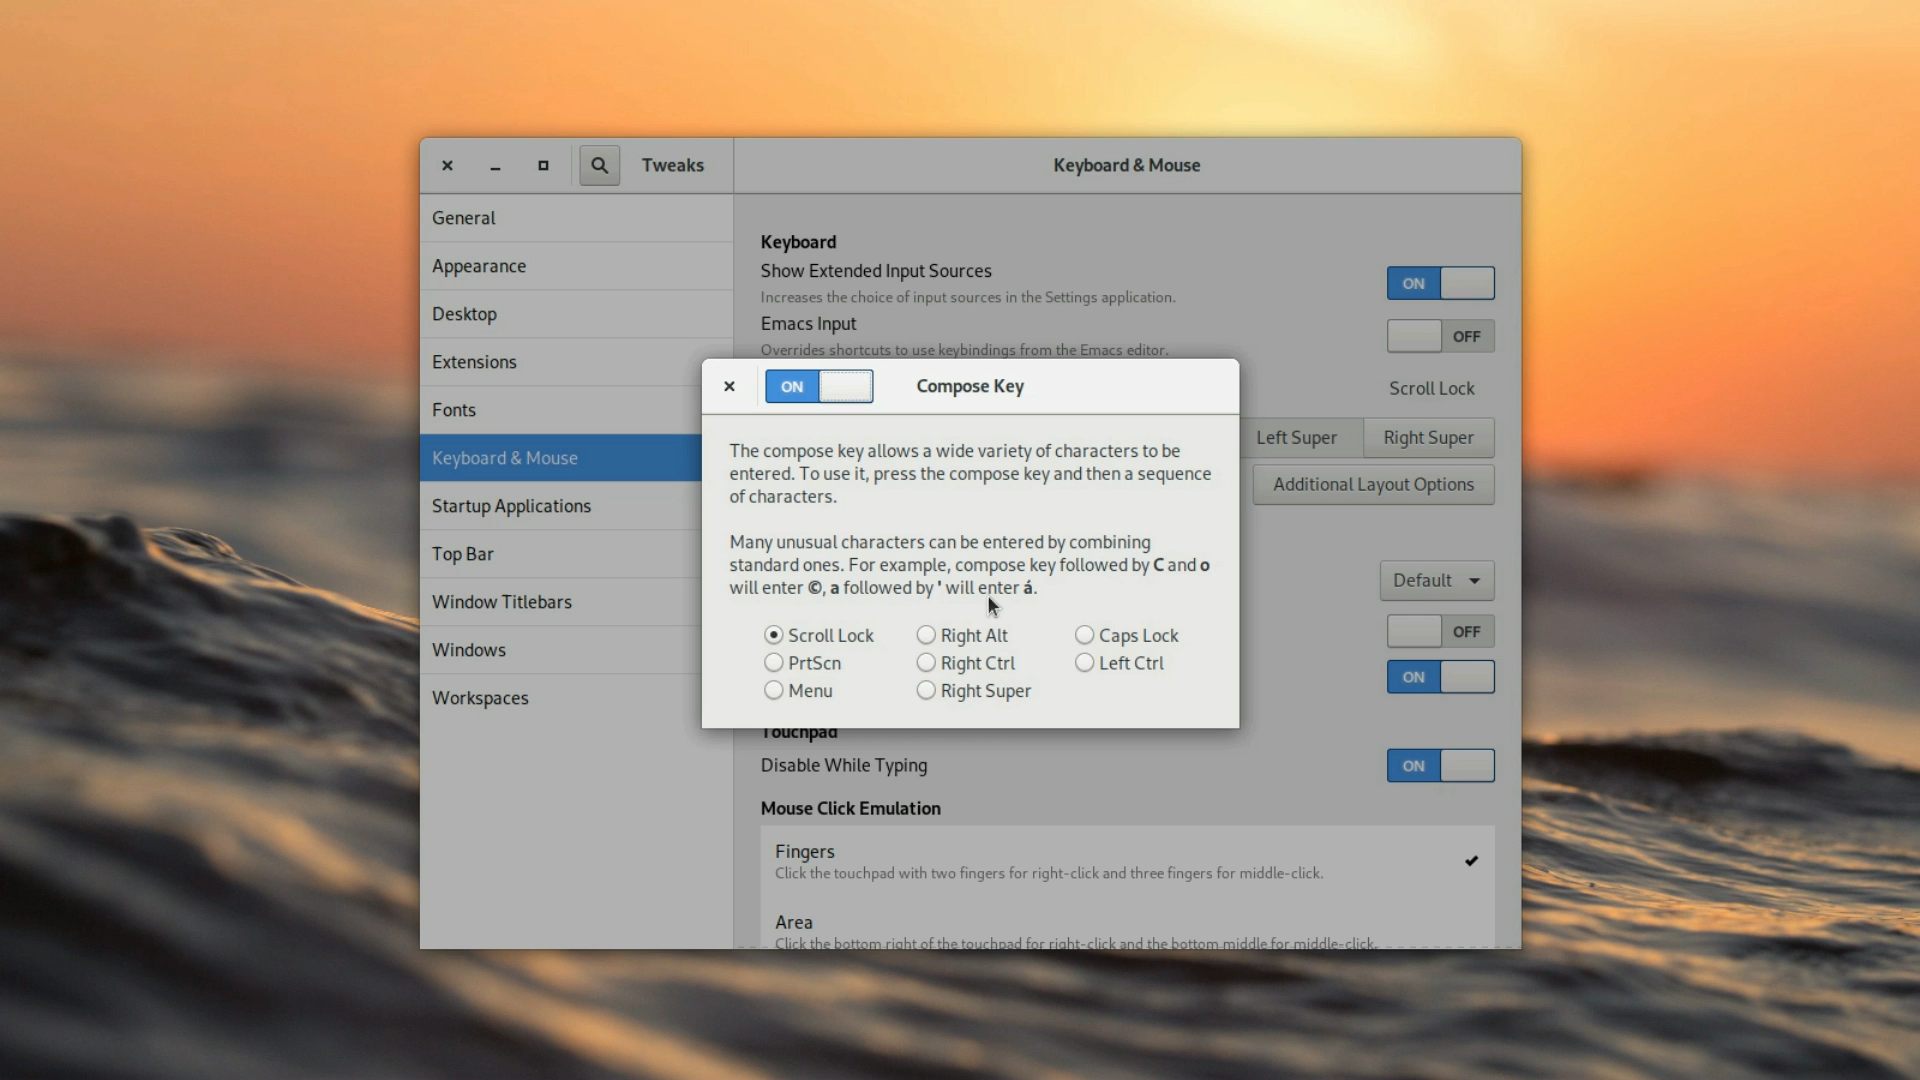 Tweaks
Keyboard & Mouse
General
Appearance
Desktop
Extensions
Fonts
Keyboard & Mouse
Startup Applications
Top Bar
Window Titlebars
Windows
Workspaces
Keyboard
Show Extended Input Sources
Increases the choice of input sources in the Settings application.
ON
Emacs Input
Overrides shortcuts to use keybindings from the Emacs editor.
OFF
Scroll Lock
Left Super
Right Super
Additional Layout Options
ON
Compose Key
The compose key allows a wide variety of characters to be
entered. To use it, press the compose key and then a sequence
of characters.
Many unusual characters can be entered by combining
standard ones. For example, compose key followed by C and o
will enter ©, a followed by ' will enter á.
Scroll Lock
Right Alt
Caps Lock
PrtScn
Right Ctrl
Left Ctrl
Menu
Right Super
Default
OFF
ON
Touchpad
Disable While Typing
ON
Mouse Click Emulation
Fingers
Click the touchpad with two fingers for right-click and three fingers for middle-click.
Area
Click the bottom right of the touchpad for right-click and the bottom middle for middle-click.